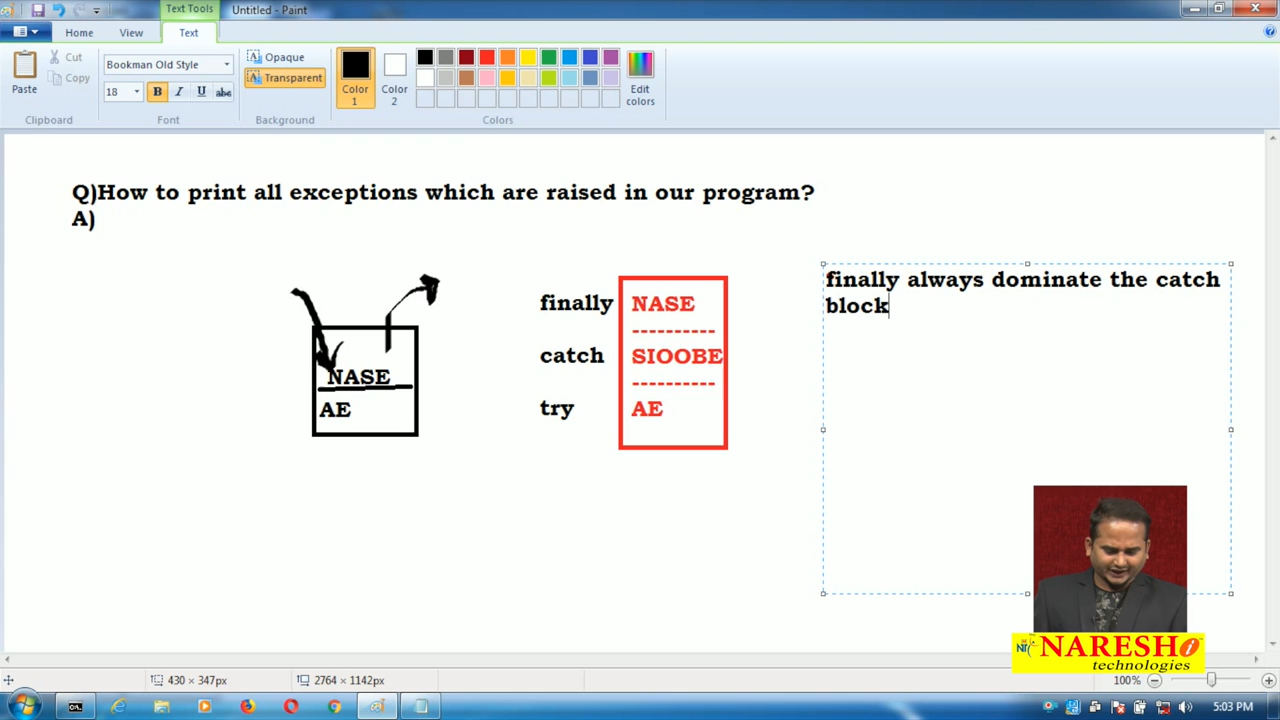 Text Tools
Untitled - Paint
Home
View
Text
Paste
Cut
Copy
Clipboard
Bookman Old Style
18
B
I
U
abc
Font
Opaque
Transparent
Background
Color
1
Color
2
Edit
colors
Colors
Q)How to print all exceptions which are raised in our program?
A)
NASE
AE
finally
NASE
----------
catch
SIOOBE
----------
try
AE
finally always dominate the catch
block
NARESH i
technologies
430 × 347px
2764 × 1142px
100%
5:03 PM